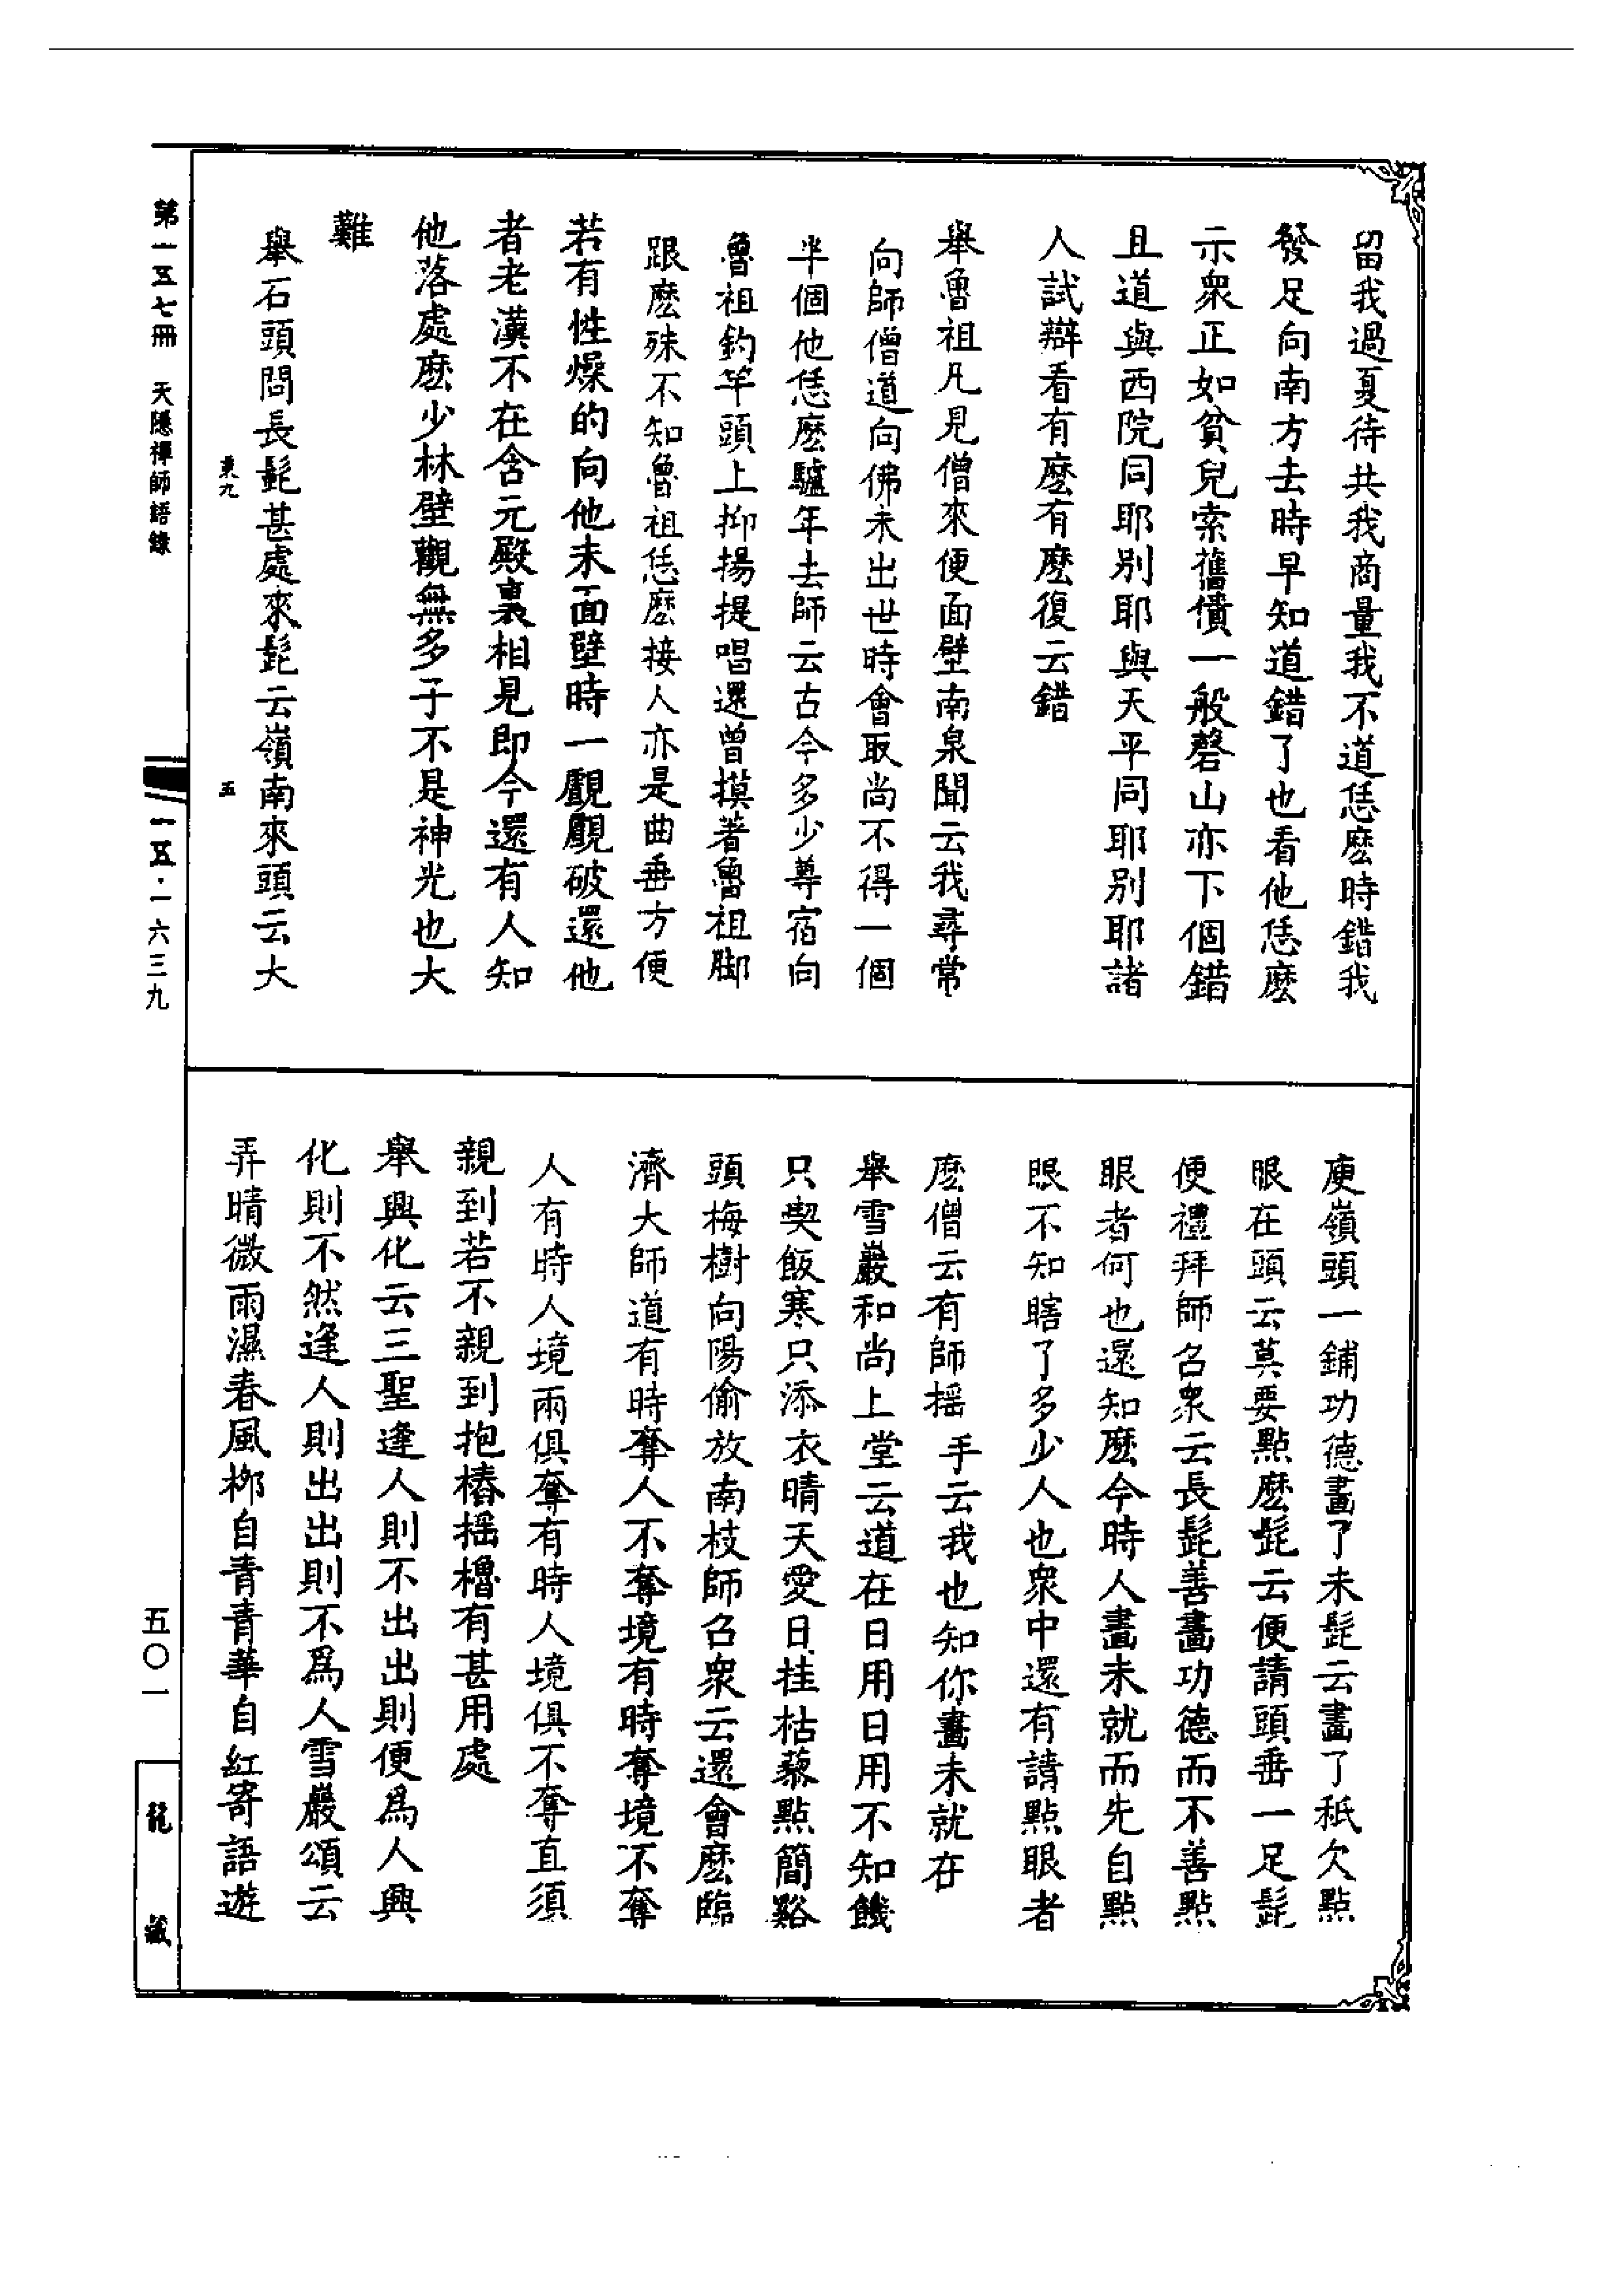 留我過夏待共我商量我不道恁麽時錯我
發足向南方去時早知道錯了也看他恁麽
示衆正如貧兒索舊債一般磬山亦下個錯
且道與西院同耶別耶與天平同耶別耶諸
人試辯看有麽有麽復云錯
舉魯祖凡見僧來便面壁南泉聞云我尋常
向師僧道向佛未出世時會取尚不得一個
半個他恁麽驢年去師云古今多少尊宿向
魯祖釣竿頭上抑揚提唱還曾摸著魯祖脚
跟麽殊不知魯祖恁麽接人亦是曲垂方便
若有性燥的向他未面壁時一覷覷破還他
者老漢不在含元殿裏相見即今還有人知
他落處麽少林壁觀無多子不是神光也大
難
舉石頭問長髭甚處來髭云嶺南來頭云大
東九 五
庾嶺頭一鋪功德畫了未髭云畫了秖欠點
眼在頭云莫要點麽髭云便請頭垂一足髭
便禮拜師召衆云長髭善畫功德而不善點
眼者何也還知麽今時人畫未就而先自點
眼不知瞎了多少人也衆中還有請點眼者
麽僧云有師搖手云我也知你畫未就在
舉雪巖和尚上堂云道在日用日用不知饑
只喫飯寒只添衣晴天愛日挂枯藜點簡谿
頭梅樹向陽偷放南枝師召衆云還會麽臨
濟大師道有時奪人不奪境有時奪境不奪
人有時人境兩俱奪有時人境俱不奪直須
親到若不親到抱樁搖櫓有甚用處
舉興化云三聖逢人則不出出則便爲人興
化則不然逢人則出出則不爲人雪巖頌云
弄晴微雨濕春風柳自青青華自紅寄語遊
第一五七冊 天隱禪師語錄
一五·一六三九
五〇一
龍藏